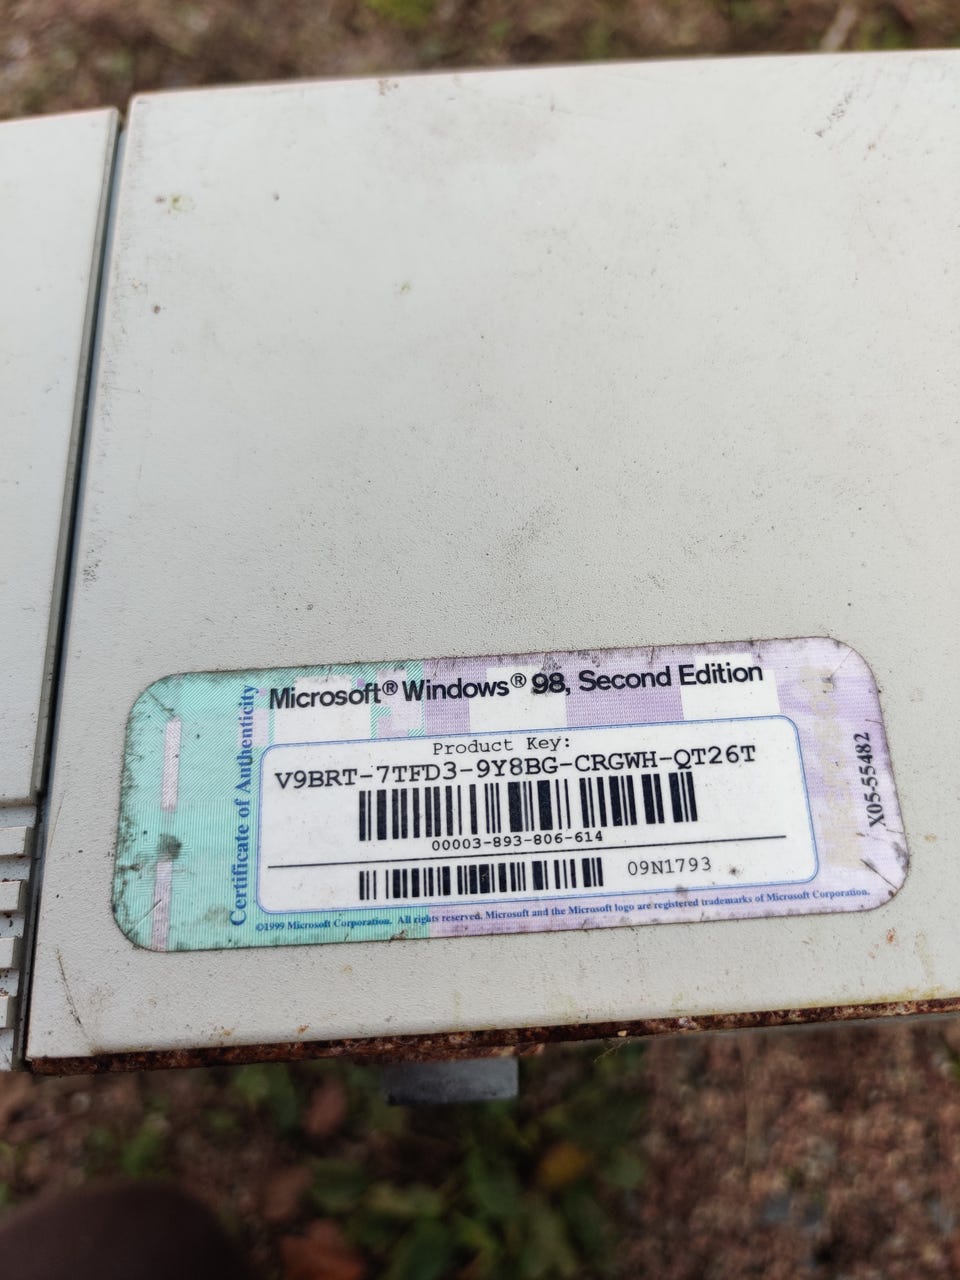 Microsoft® Windows® 98, Second Edition
Product Key:
V9BRT-7TFD3-9Y8BG-CRGWH-QT26T
00003-893-806-614
09N1793
©1999 Microsoft Corporation. All rights reserved. Microsoft and the Microsoft logo are registered trademarks of Microsoft Corporation.
Certificate of Authenticity
X05-55482